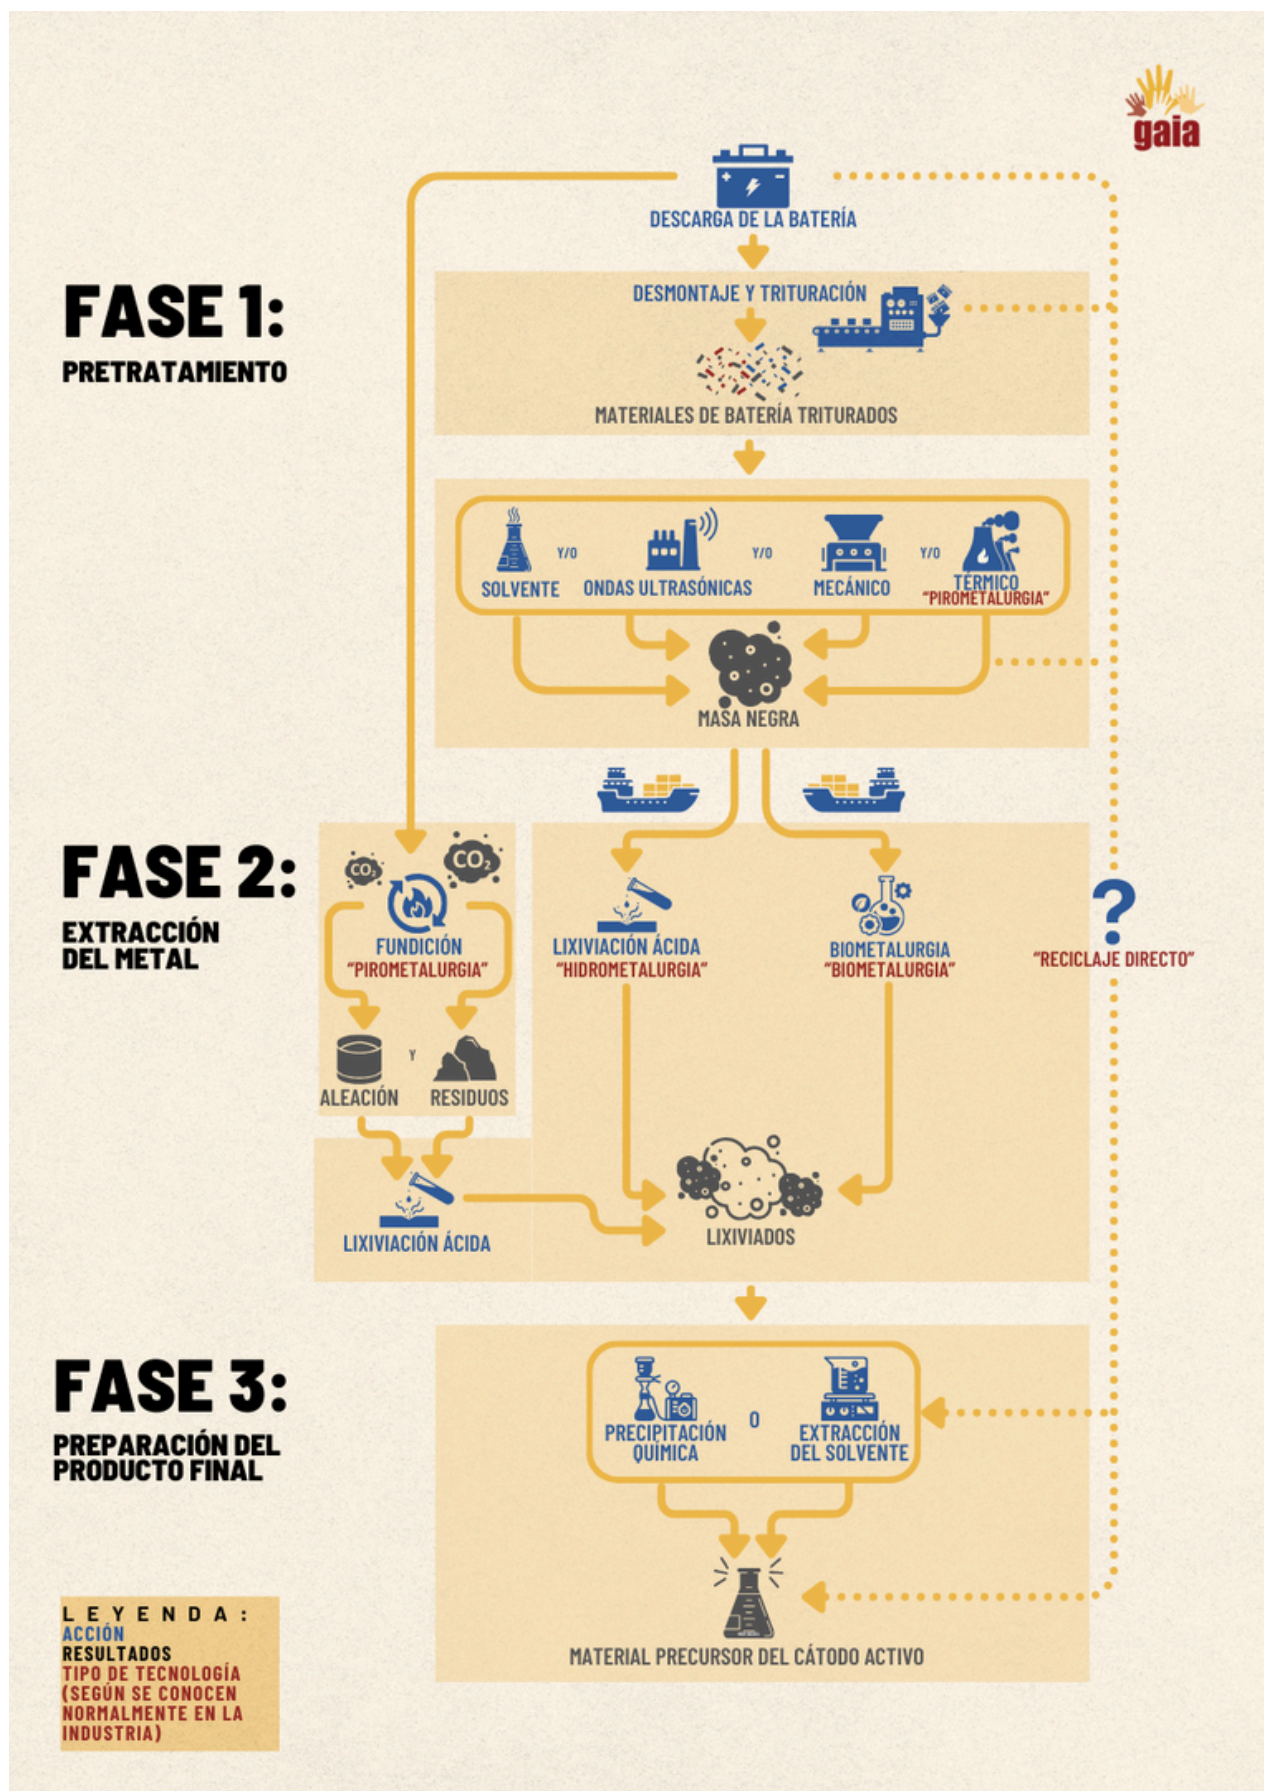 gaia
+ -
DESCARGA DE LA BATERÍA
FASE 1:
PRETRATAMIENTO
DESMONTAJE Y TRITURACIÓN
MATERIALES DE BATERÍA TRITURADOS
SOLVENTE
Y/O
ONDAS ULTRASÓNICAS
Y/O
MECÁNICO
Y/O
TÉRMICO
"PIROMETALURGIA"
MASA NEGRA
FASE 2:
EXTRACCIÓN
DEL METAL
CO₂
CO₂
FUNDICIÓN
"PIROMETALURGIA"
LIXIVIACIÓN ÁCIDA
"HIDROMETALURGIA"
BIOMETALURGIA
"BIOMETALURGIA"
?
"RECICLAJE DIRECTO"
ALEACIÓN
Y
RESIDUOS
LIXIVIACIÓN ÁCIDA
LIXIVIADOS
FASE 3:
PREPARACIÓN DEL
PRODUCTO FINAL
PRECIPITACIÓN
QUÍMICA
O
EXTRACCIÓN
DEL SOLVENTE
MATERIAL PRECURSOR DEL CÁTODO ACTIVO
LEYENDA:
ACCIÓN
RESULTADOS
TIPO DE TECNOLOGÍA
(SEGÚN SE CONOCEN
NORMALMENTE EN LA
INDUSTRIA)